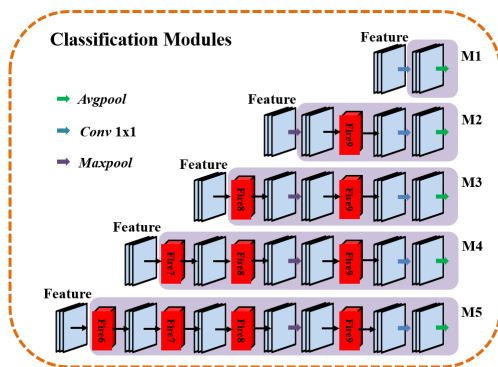 Classification Modules
Feature
M1
Avgpool
Conv 1x1
Maxpool
Feature
Fire9
M2
Feature
Fire8
Fire9
M3
Feature
Fire7
Fire8
Fire9
M4
Feature
Fire6
Fire7
Fire8
Fire9
M5